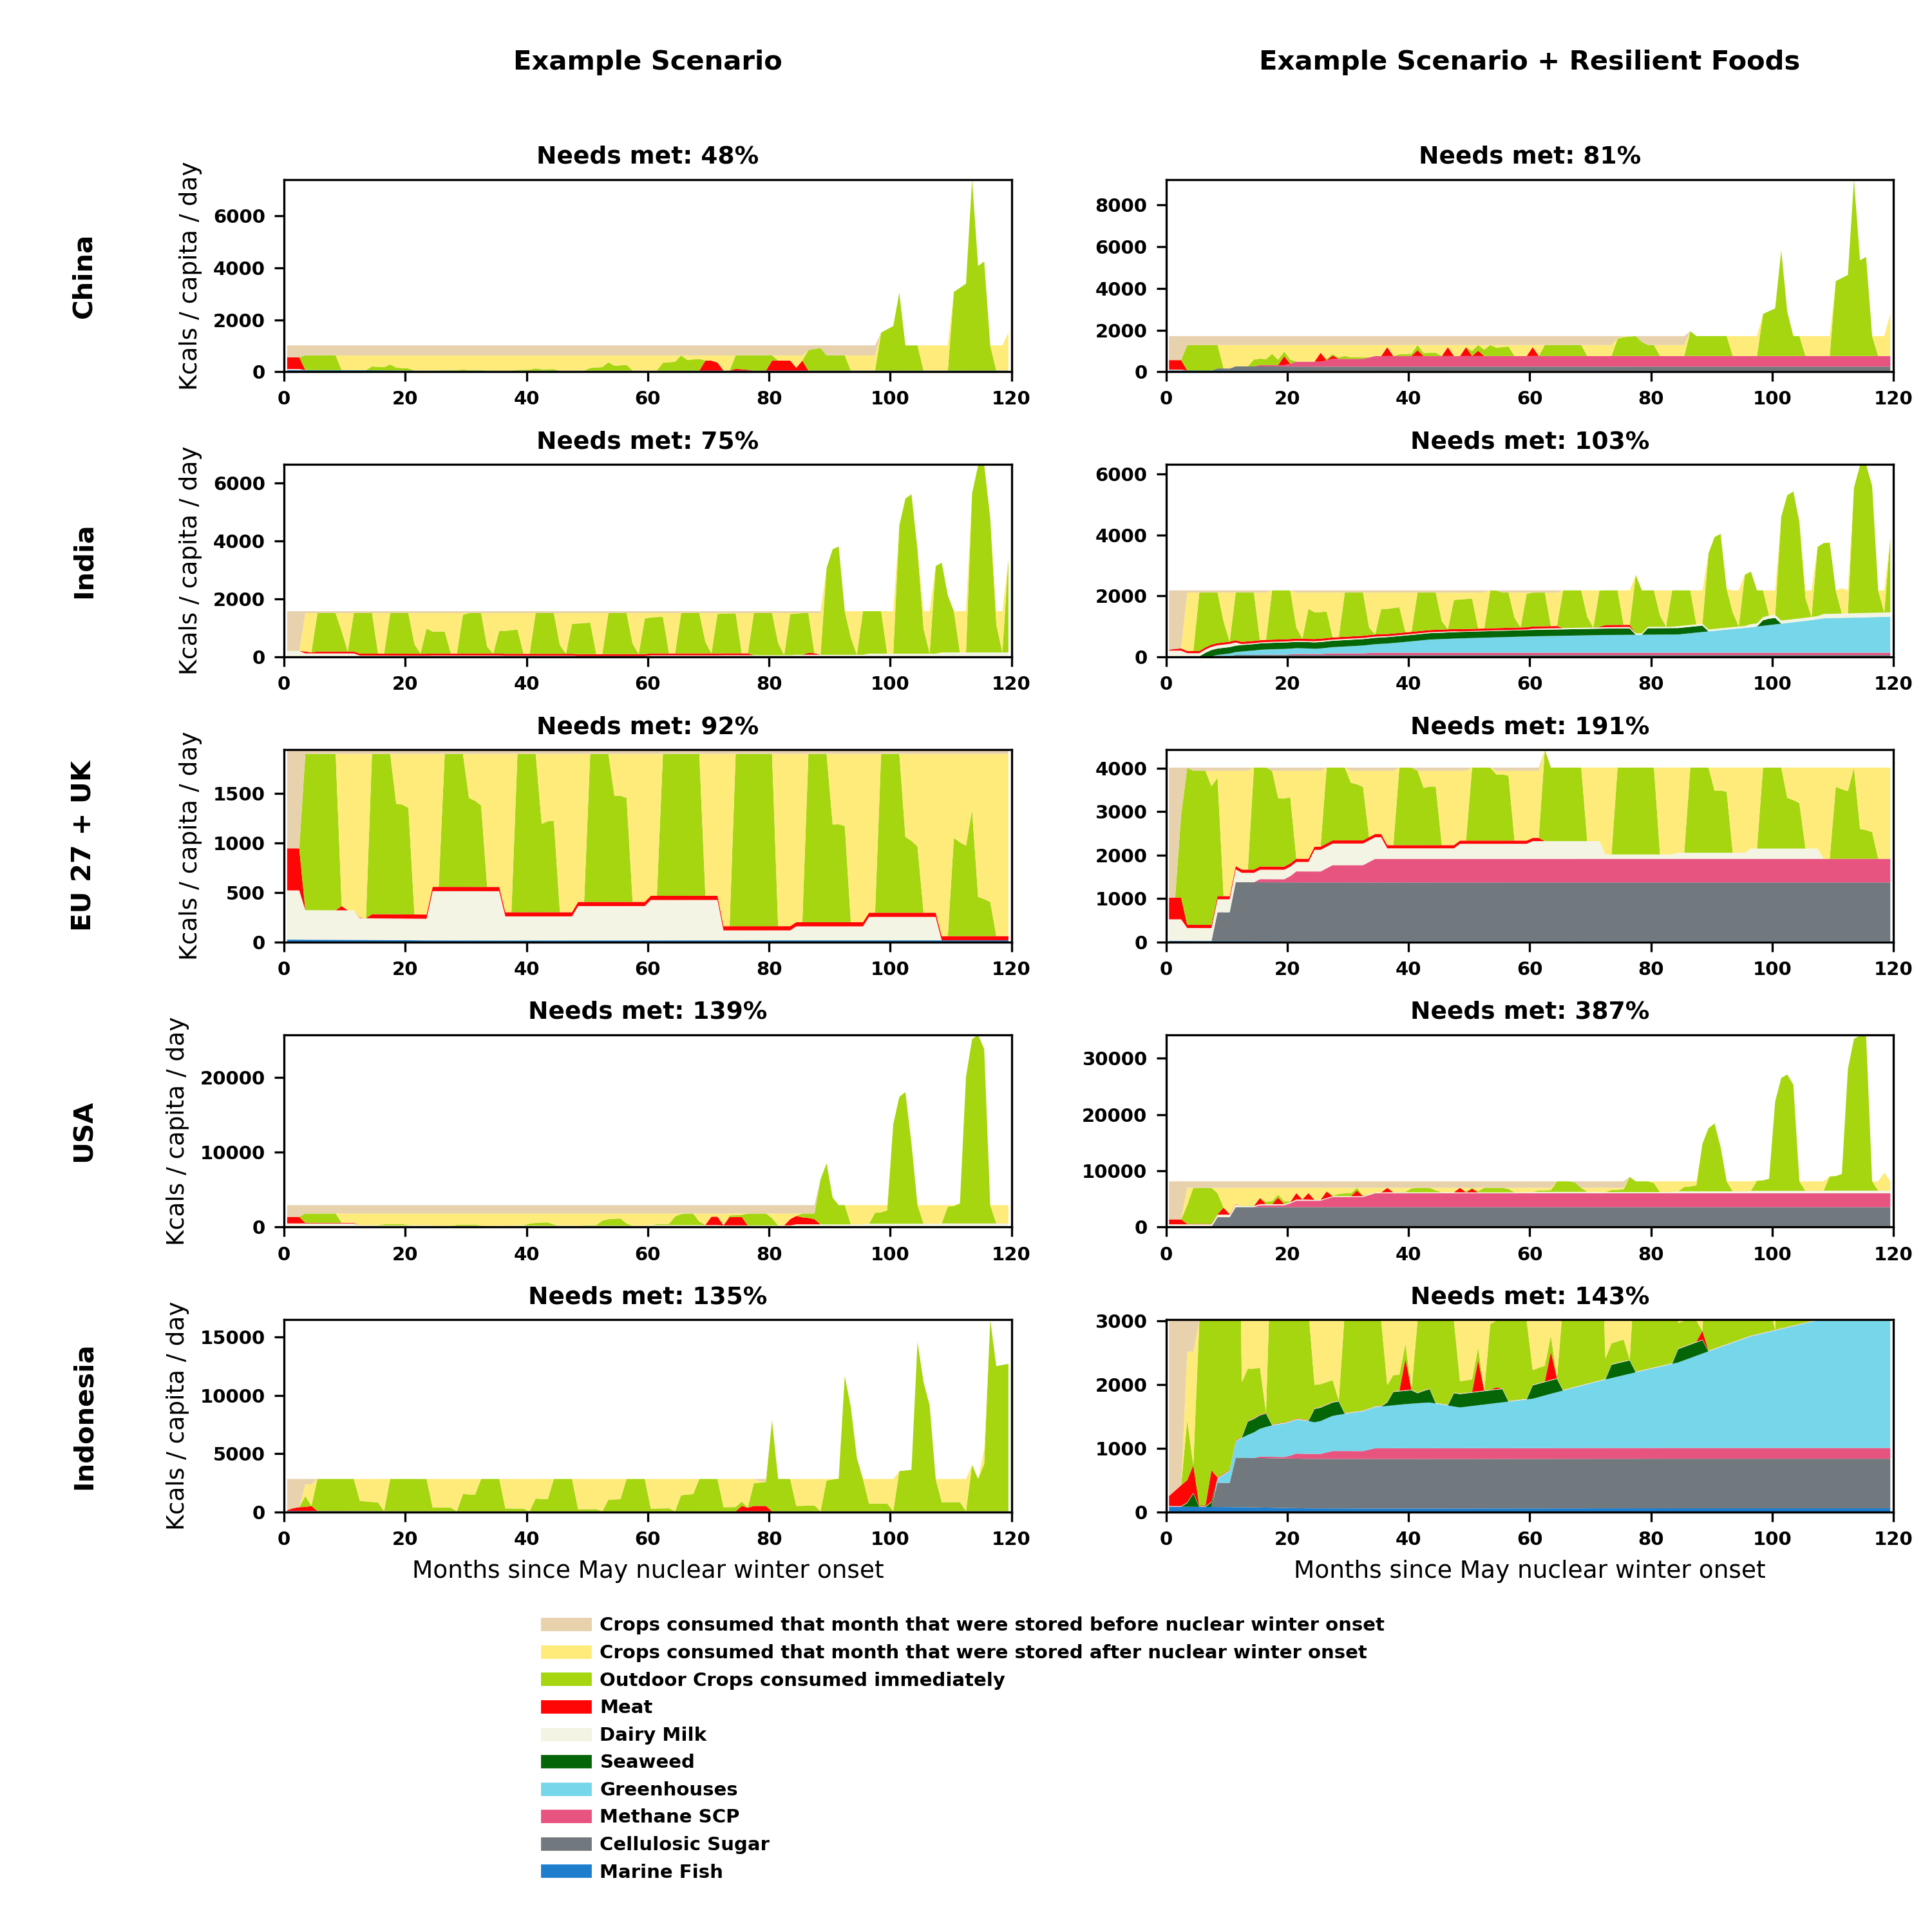 Example Scenario
Example Scenario + Resilient Foods
China
Needs met: 48%
Kcals / capita / day
6000
4000
2000
0
0 20 40 60 80 100 120
Needs met: 81%
8000
6000
4000
2000
0
0 20 40 60 80 100 120
India
Needs met: 75%
Kcals / capita / day
6000
4000
2000
0
0 20 40 60 80 100 120
Needs met: 103%
6000
4000
2000
0
0 20 40 60 80 100 120
EU 27 + UK
Needs met: 92%
Kcals / capita / day
1500
1000
500
0
0 20 40 60 80 100 120
Needs met: 191%
4000
3000
2000
1000
0
0 20 40 60 80 100 120
USA
Needs met: 139%
Kcals / capita / day
20000
10000
0
0 20 40 60 80 100 120
Needs met: 387%
30000
20000
10000
0
0 20 40 60 80 100 120
Indonesia
Needs met: 135%
Kcals / capita / day
15000
10000
5000
0
0 20 40 60 80 100 120
Months since May nuclear winter onset
Needs met: 143%
3000
2000
1000
0
0 20 40 60 80 100 120
Months since May nuclear winter onset
Crops consumed that month that were stored before nuclear winter onset
Crops consumed that month that were stored after nuclear winter onset
Outdoor Crops consumed immediately
Meat
Dairy Milk
Seaweed
Greenhouses
Methane SCP
Cellulosic Sugar
Marine Fish